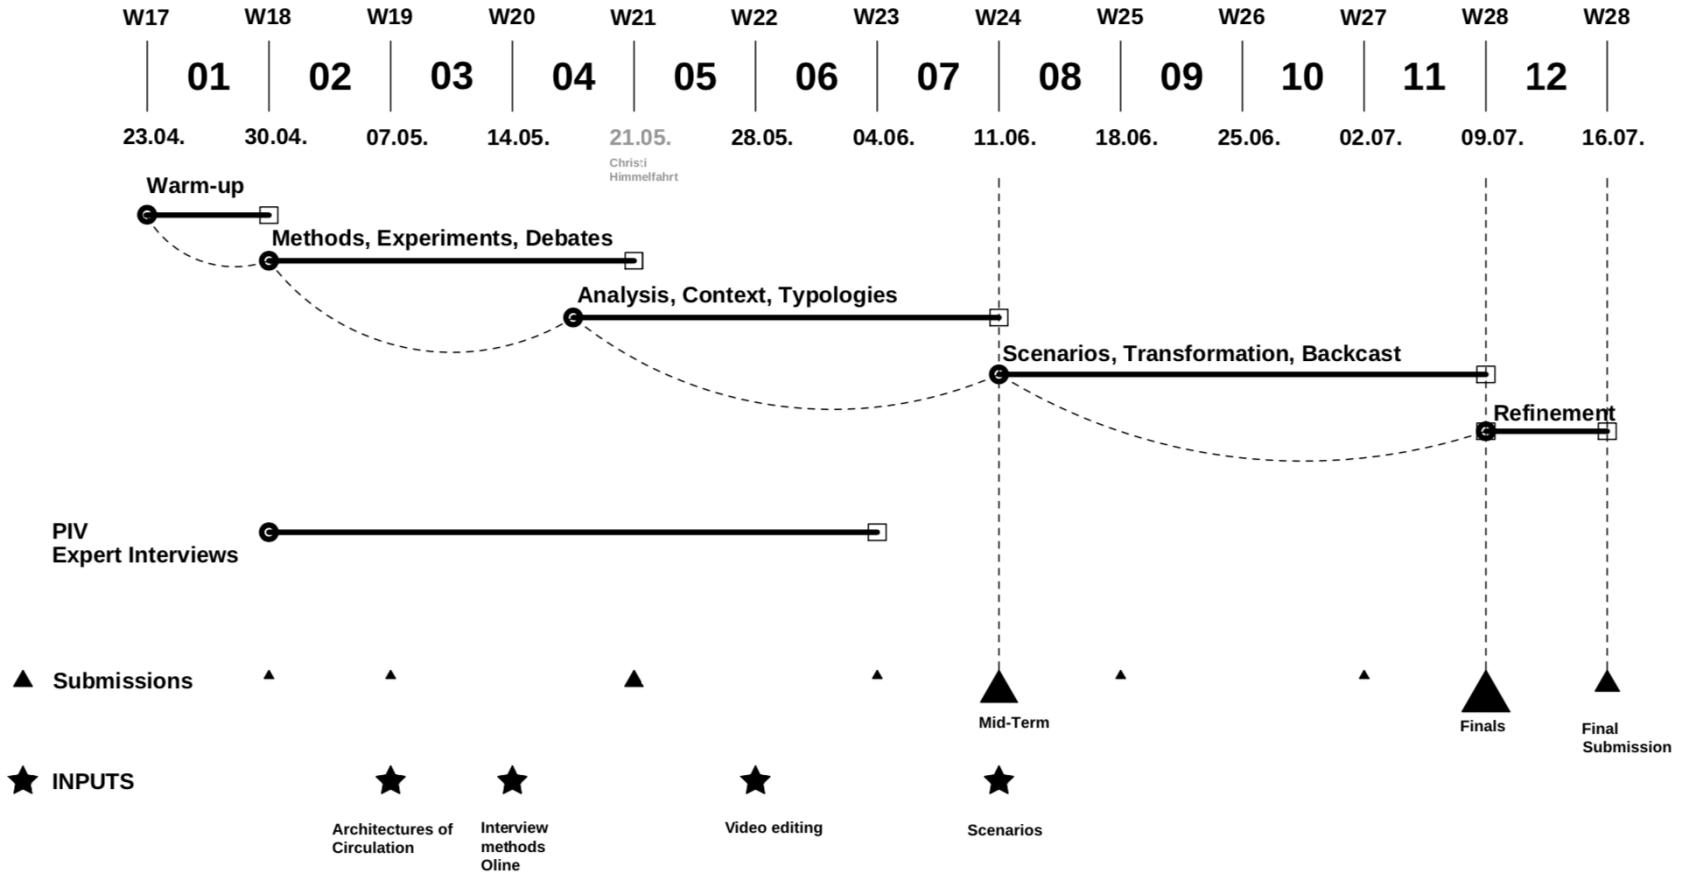 W17 W18 W19 W20 W21 W22 W23 W24 W25 W26 W27 W28 W28
01 02 03 04 05 06 07 08 09 10 11 12
23.04. 30.04. 07.05. 14.05. 21.05. 28.05. 04.06. 11.06. 18.06. 25.06. 02.07. 09.07. 16.07.
Christi
Himmelfahrt
Warm-up
Methods, Experiments, Debates
Analysis, Context, Typologies
Scenarios, Transformation, Backcast
Refinement
PIV
Expert Interviews
Submissions
Mid-Term
Finals
Final
Submission
INPUTS
Architectures of
Circulation
Interview
methods
Oline
Video editing
Scenarios